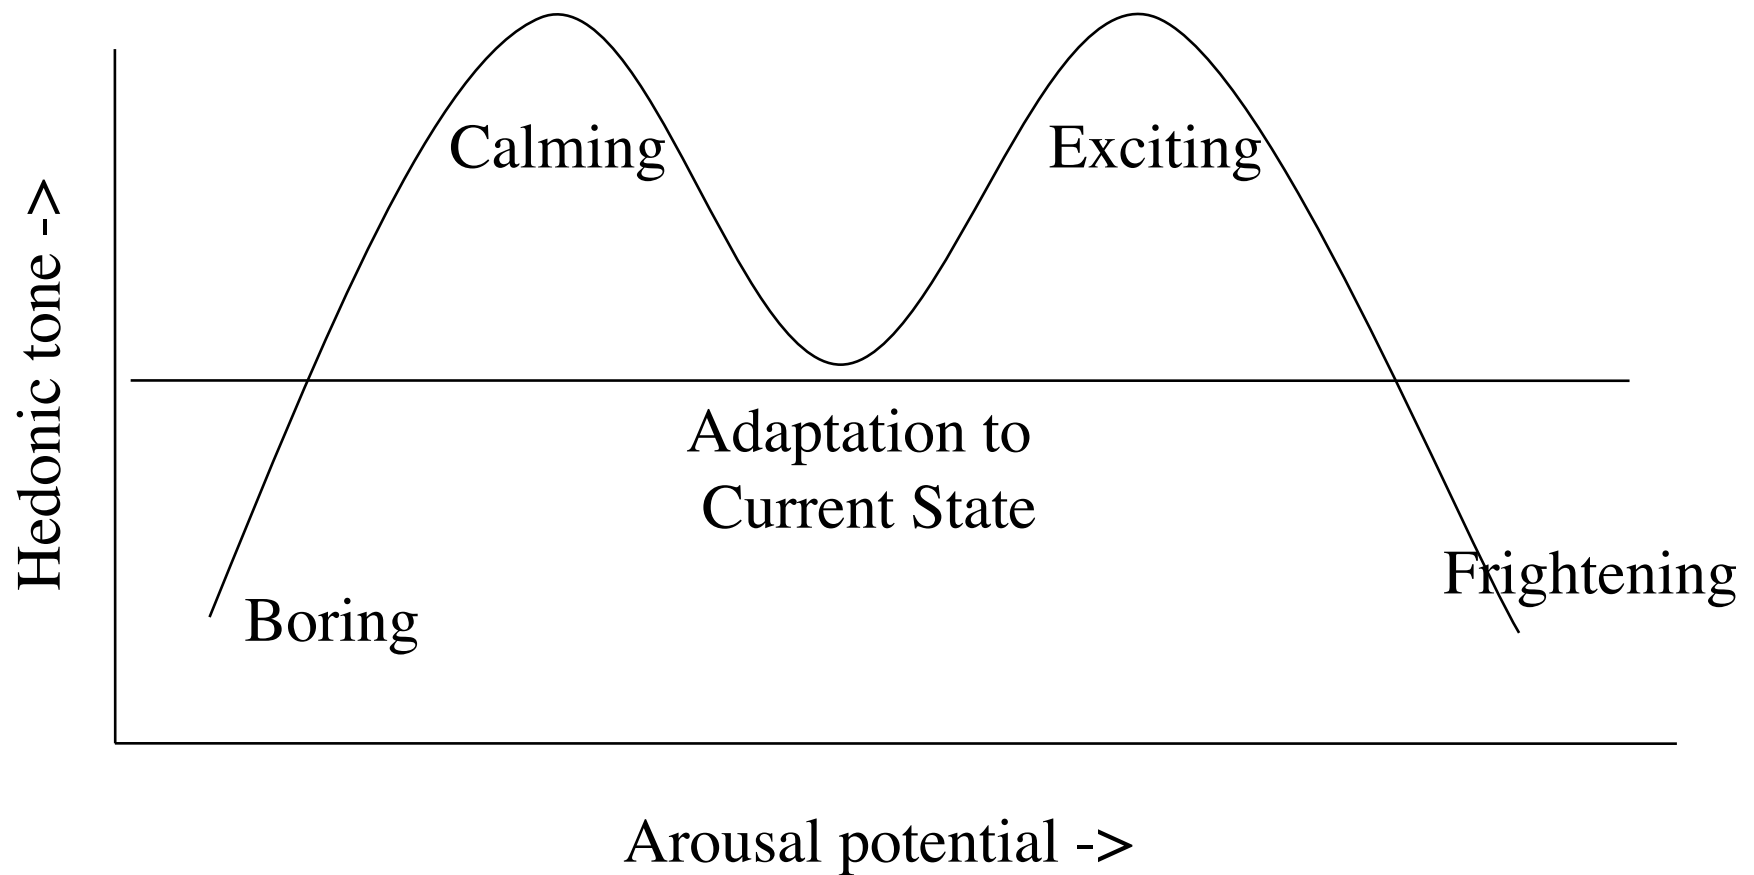 Calming
Exciting
Hedonic tone ->
Adaptation to
Current State
Frightening
Boring
Arousal potential ->